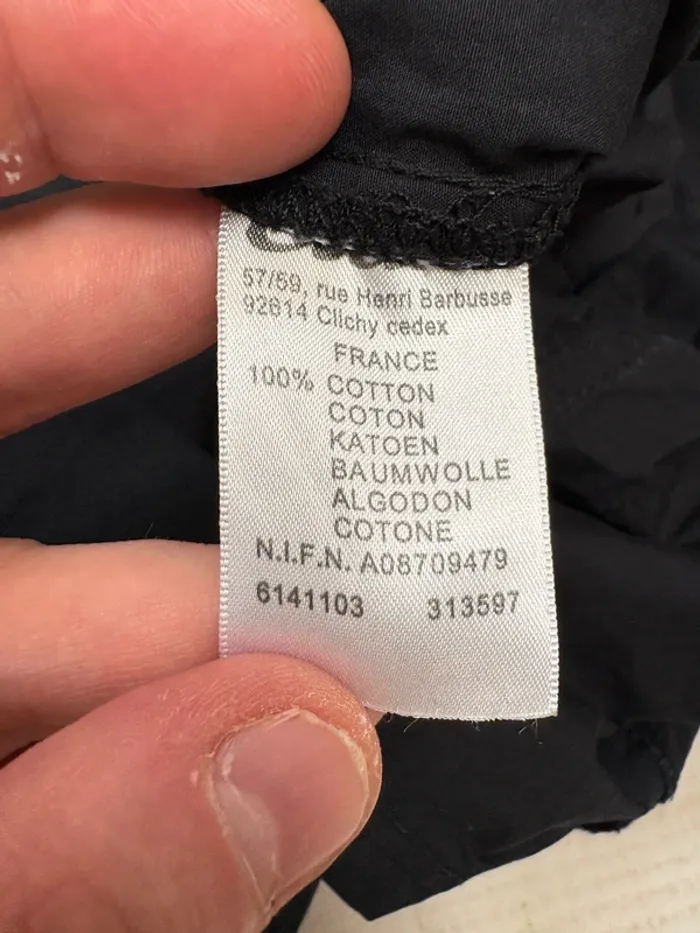 57/59, rue Henri Barbusse
92614 Clichy cedex
FRANCE
100% COTTON
COTON
KATOEN
BAUMWOLLE
ALGODON
COTONE
N.I.F.N. A08709479
6141103 313597